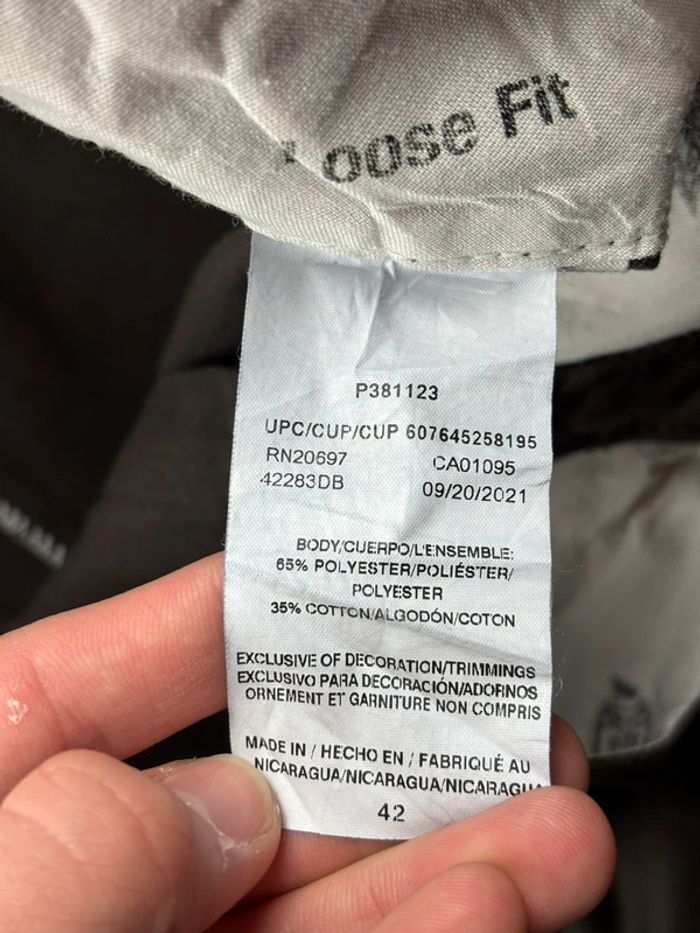 Loose Fit
P381123
UPC/CUP/CUP 607645258195
RN20697 CA01095
42283DB 09/20/2021
BODY/CUERPO/L'ENSEMBLE:
65% POLYESTER/POLIÉSTER/
POLYESTER
35% COTTON/ALGODÓN/COTON
EXCLUSIVE OF DECORATION/TRIMMINGS
EXCLUSIVO PARA DECORACIÓN/ADORNOS
ORNEMENT ET GARNITURE NON COMPRIS
MADE IN / HECHO EN / FABRIQUÉ AU
NICARAGUA/NICARAGUA/NICARAGU
42